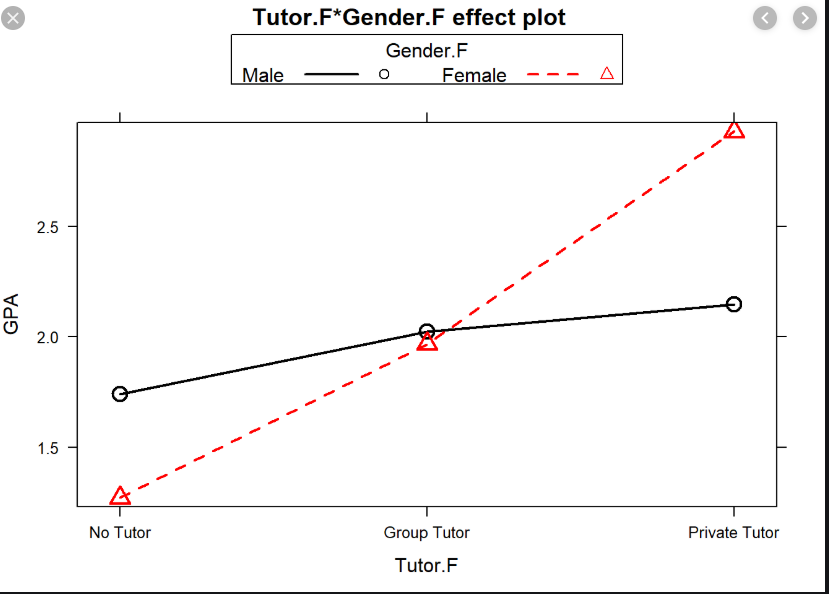 Tutor.F*Gender.F effect plot
Gender.F
Male Female
2.5
2.0
1.5
GPA
No Tutor Group Tutor Private Tutor
Tutor.F